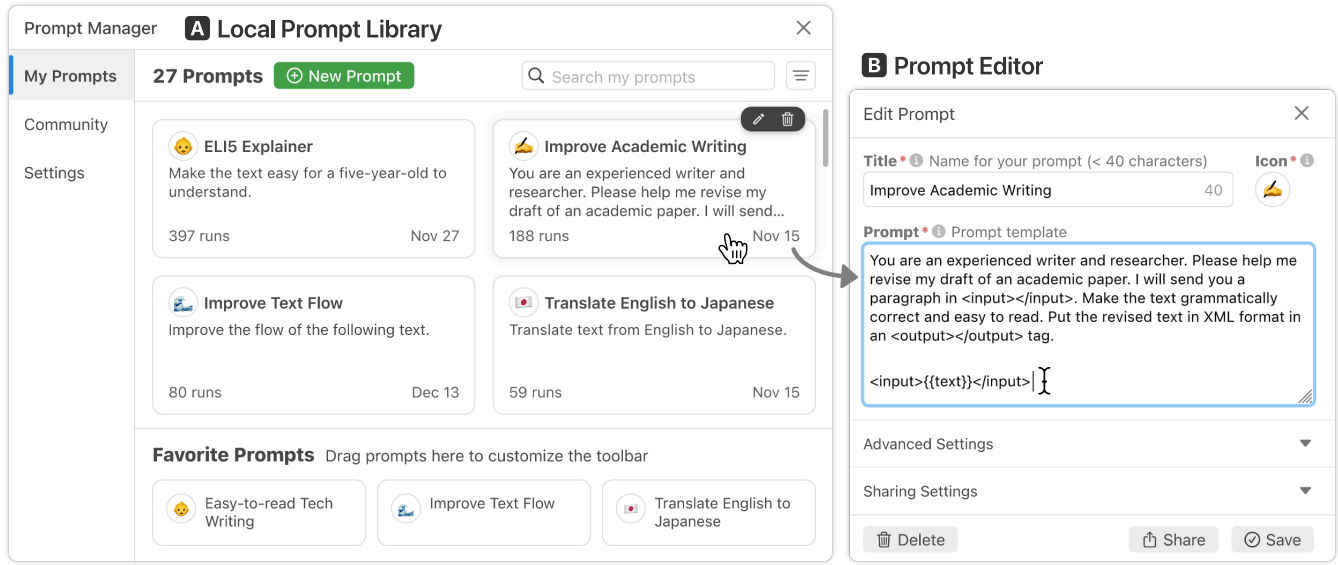 Prompt Manager
A Local Prompt Library
My Prompts
Community
Settings
27 Prompts
New Prompt
Search my prompts
ELI5 Explainer
Make the text easy for a five-year-old to
understand.
397 runs Nov 27
Improve Academic Writing
You are an experienced writer and
researcher. Please help me revise my
draft of an academic paper. I will send...
188 runs Nov 15
Improve Text Flow
Improve the flow of the following text.
80 runs Dec 13
Translate English to Japanese
Translate text from English to Japanese.
59 runs Nov 15
Favorite Prompts Drag prompts here to customize the toolbar
Easy-to-read Tech
Writing
Improve Text Flow
Translate English to
Japanese
B Prompt Editor
Edit Prompt
Title* Name for your prompt (< 40 characters) Icon*
Improve Academic Writing 40
Prompt* Prompt template
You are an experienced writer and researcher. Please help me
revise my draft of an academic paper. I will send you a
paragraph in <input></input>. Make the text grammatically
correct and easy to read. Put the revised text in XML format in
an <output></output> tag.
<input>{{text}}</input>
Advanced Settings
Sharing Settings
Delete Share Save